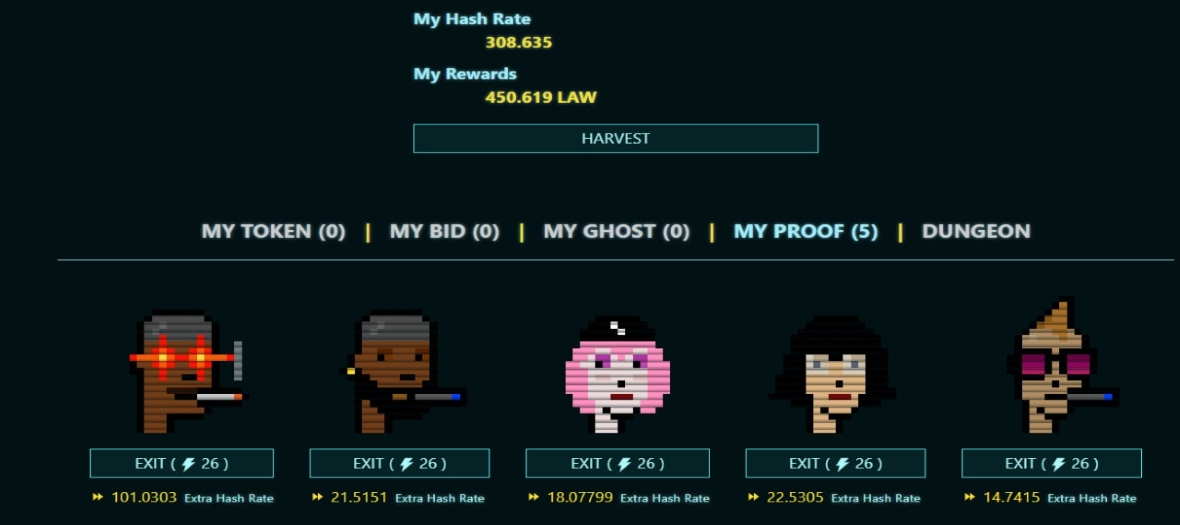 My Hash Rate
308.635
My Rewards
450.619 LAW
HARVEST
MY TOKEN (0) | MY BID (0) | MY GHOST (0) | MY PROOF (5) | DUNGEON
EXIT ( ⚡ 26 ) EXIT ( ⚡ 26 ) EXIT ( ⚡ 26 ) EXIT ( ⚡ 26 ) EXIT ( ⚡ 26 )
101.0303 Extra Hash Rate 21.5151 Extra Hash Rate 18.07799 Extra Hash Rate 22.5305 Extra Hash Rate 14.7415 Extra Hash Rate